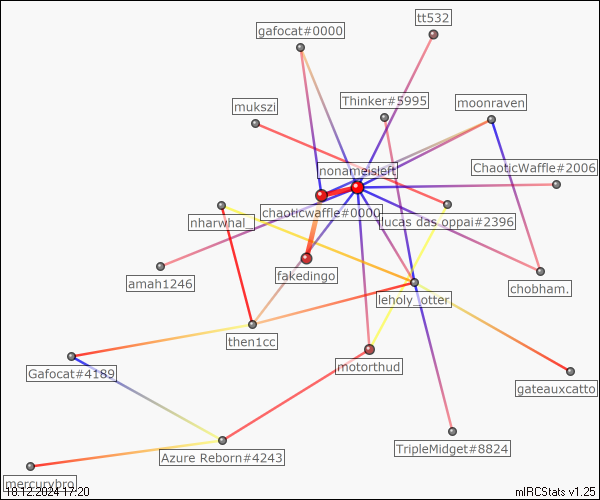 tt532
gafocat#0000
Thinker#5995
moonraven
mukszi
ChaoticWaffle#2006
nonameisleft
chaoticwaffle#0000
lucas das oppai#2396
nharwhal_
fakedingo
amah1246
chobham.
leholy_otter
then1cc
motorthud
Gafocat#4189
gateauxcatto
TripleMidget#8824
Azure Reborn#4243
mercurybro
10.12.2024 17:20
mIRCStats v1.25